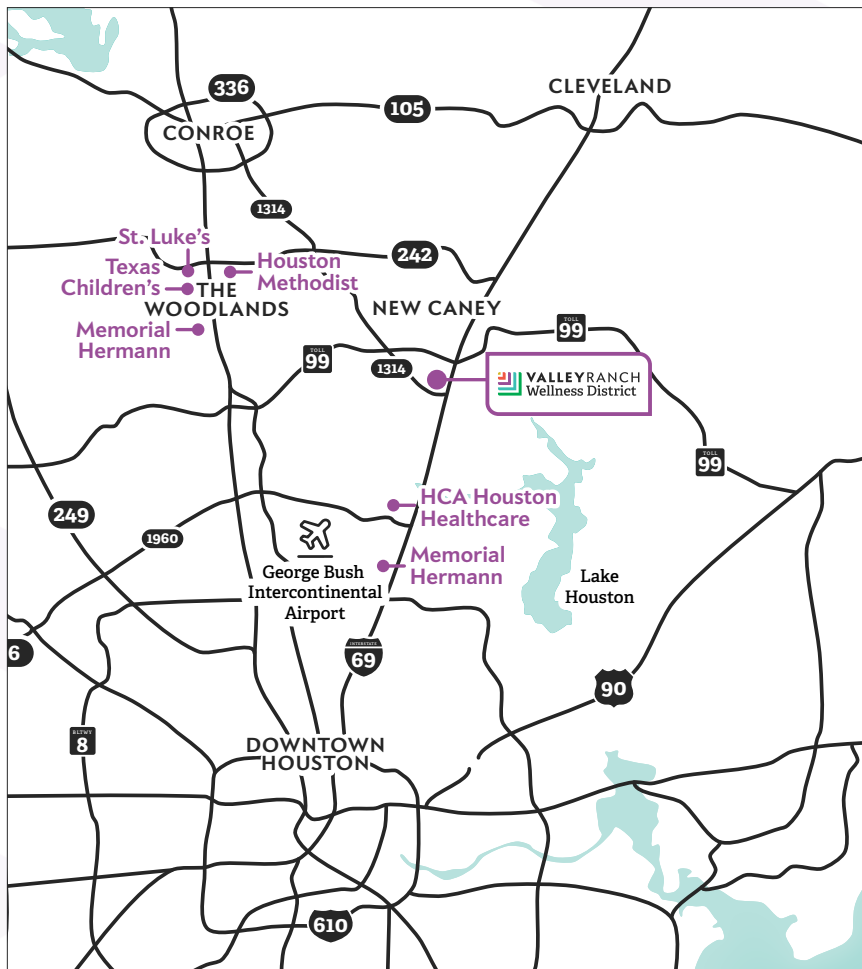 CLEVELAND
336
105
CONROE
1314
St. Luke's
242
Texas
Children's
Houston
Methodist
THE
WOODLANDS
NEW CANEY
Memorial
Hermann
TOLL
99
TOLL
99
1314
VALLEYRANCH
Wellness District
TOLL
99
HCA Houston
Healthcare
249
1960
George Bush
Intercontinental
Airport
Memorial
Hermann
Lake
Houston
6
INTERSTATE
69
90
BLTWY
8
DOWNTOWN
HOUSTON
610